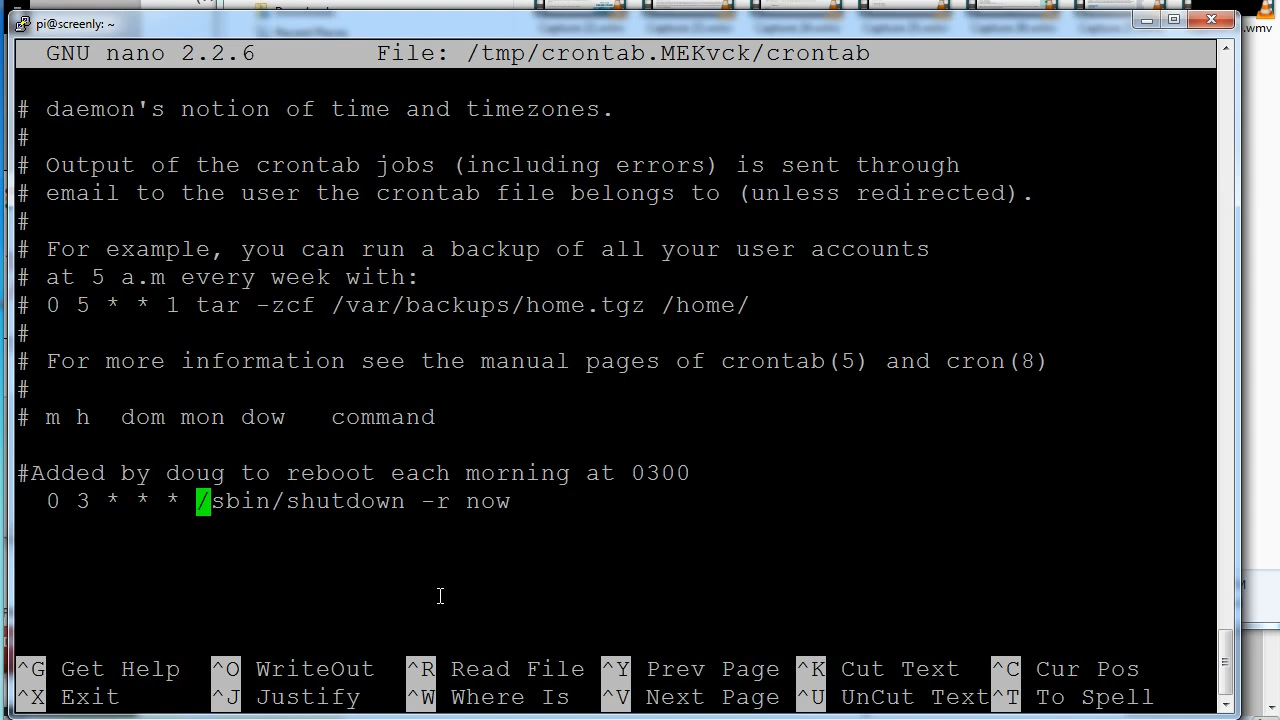 .wmv
pi@screenly: ~
GNU nano 2.2.6 File: /tmp/crontab.MEKvck/crontab
# daemon's notion of time and timezones.
#
# Output of the crontab jobs (including errors) is sent through
# email to the user the crontab file belongs to (unless redirected).
#
# For example, you can run a backup of all your user accounts
# at 5 a.m every week with:
# 0 5 * * 1 tar -zcf /var/backups/home.tgz /home/
#
# For more information see the manual pages of crontab(5) and cron(8)
#
# m h  dom mon dow   command
#Added by doug to reboot each morning at 0300
0 3 * * * /sbin/shutdown -r now
^G Get Help ^O WriteOut ^R Read File ^Y Prev Page ^K Cut Text ^C Cur Pos
^X Exit ^J Justify ^W Where Is ^V Next Page ^U UnCut Text ^T To Spell